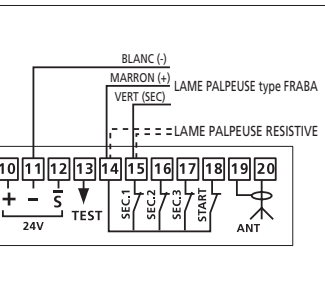 BLANC (-)
MARRON (+)
LAME PALPEUSE type FRABA
VERT (SEC)
LAME PALPEUSE RESISTIVE
10 11 12 13 14 15 16 17 18 19 20
+ - S
24V
TEST
SEC.1
SEC.2
SEC.3
START
ANT